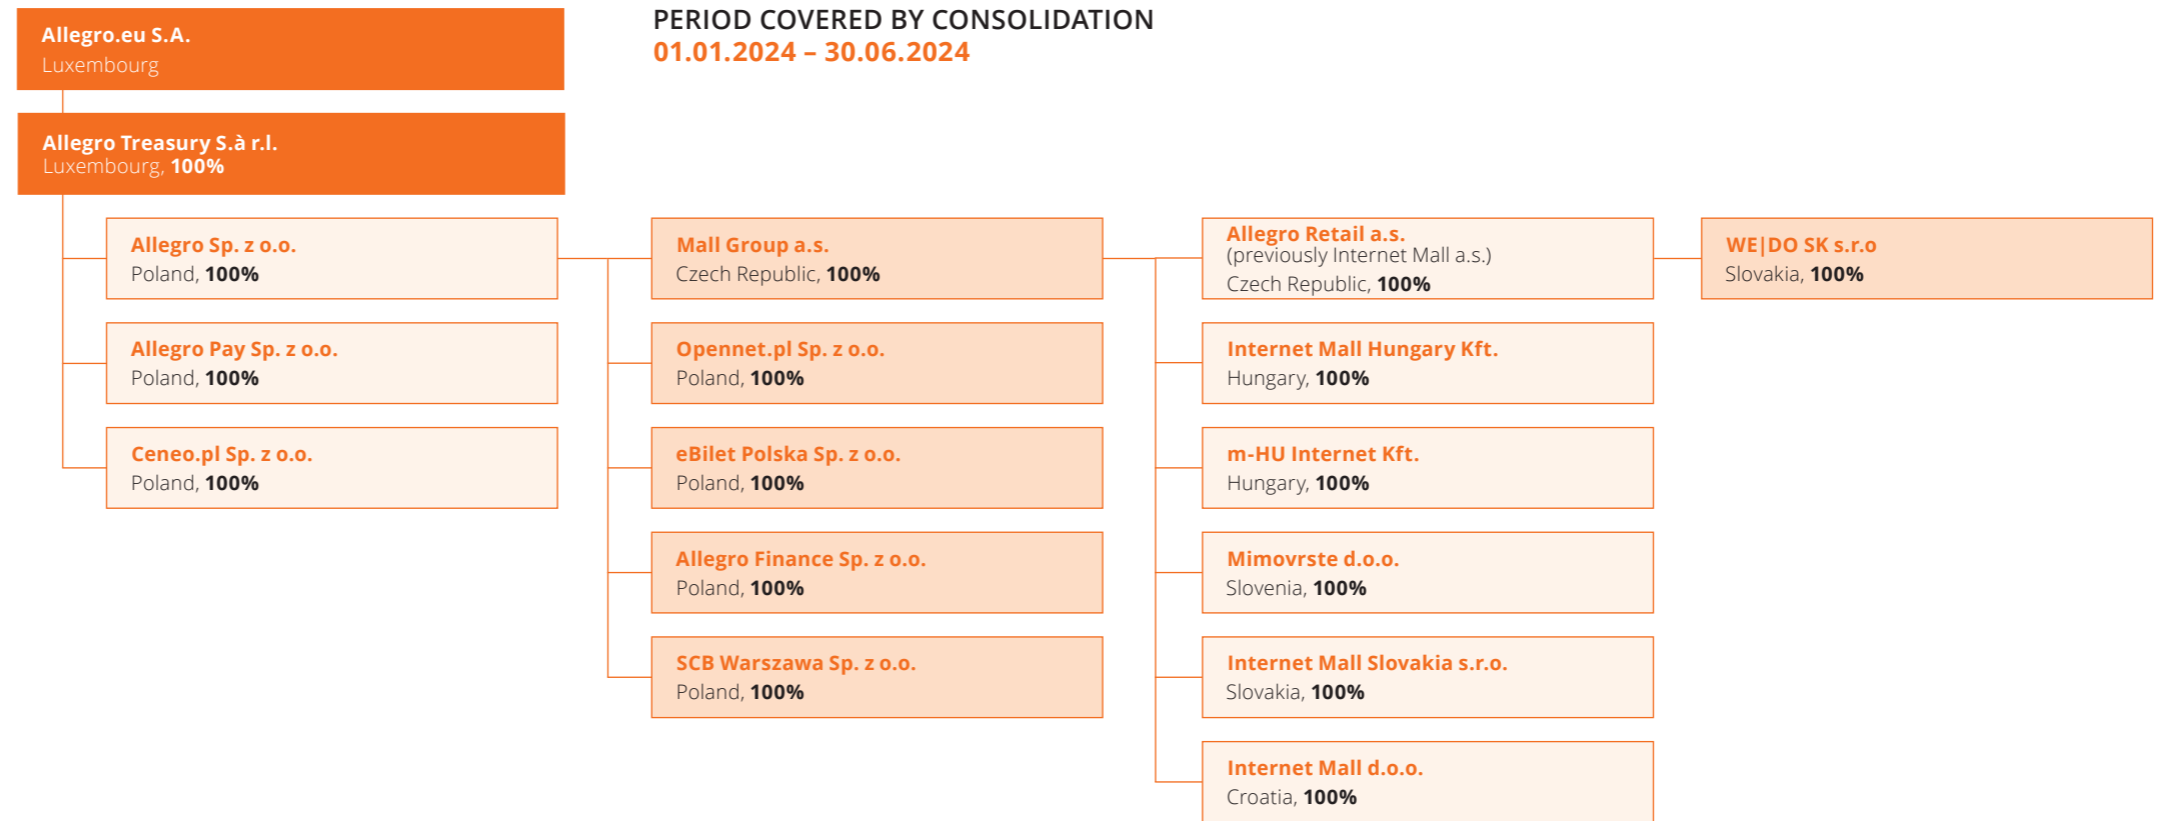 Allegro.eu S.A.
Luxembourg
PERIOD COVERED BY CONSOLIDATION
01.01.2024 – 30.06.2024
Allegro Treasury S.à r.l.
Luxembourg, 100%
Allegro Sp. z o.o.
Poland, 100%
Allegro Pay Sp. z o.o.
Poland, 100%
Ceneo.pl Sp. z o.o.
Poland, 100%
Mall Group a.s.
Czech Republic, 100%
Opennet.pl Sp. z o.o.
Poland, 100%
eBilet Polska Sp. z o.o.
Poland, 100%
Allegro Finance Sp. z o.o.
Poland, 100%
SCB Warszawa Sp. z o.o.
Poland, 100%
Allegro Retail a.s.
(previously Internet Mall a.s.)
Czech Republic, 100%
Internet Mall Hungary Kft.
Hungary, 100%
m-HU Internet Kft.
Hungary, 100%
Mimovrste d.o.o.
Slovenia, 100%
Internet Mall Slovakia s.r.o.
Slovakia, 100%
Internet Mall d.o.o.
Croatia, 100%
WE|DO SK s.r.o
Slovakia, 100%